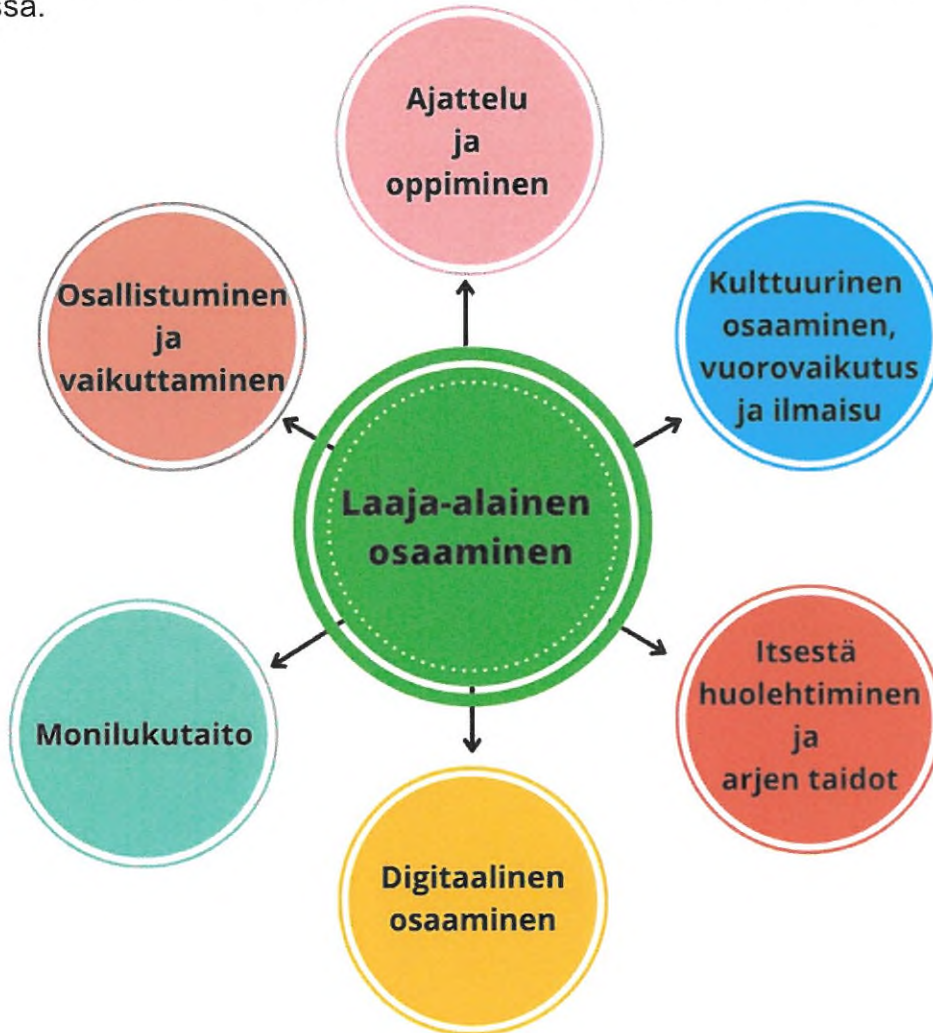 Ajattelu
ja
oppiminen
Osallistuminen
ja
vaikuttaminen
Kulttuurinen
osaaminen,
vuorovaikutus
ja ilmaisu
Laaja-alainen
osaaminen
Monilukutaito
Itsestä
huolehtiminen
ja
arjen taidot
Digitaalinen
osaaminen